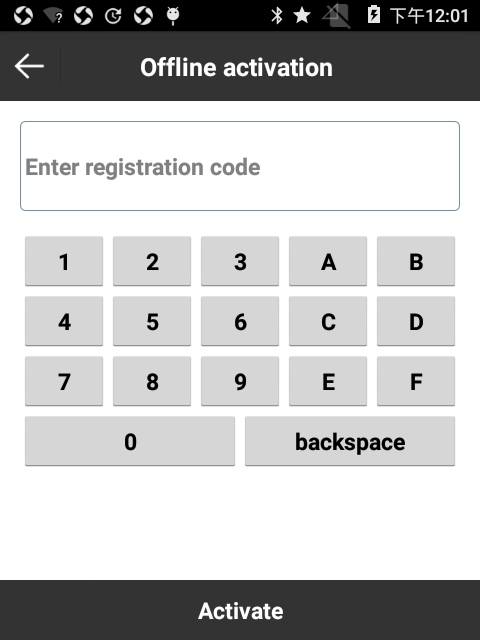 下午12:01
Offline activation
Enter registration code
1 2 3 A B
4 5 6 C D
7 8 9 E F
0 backspace
Activate